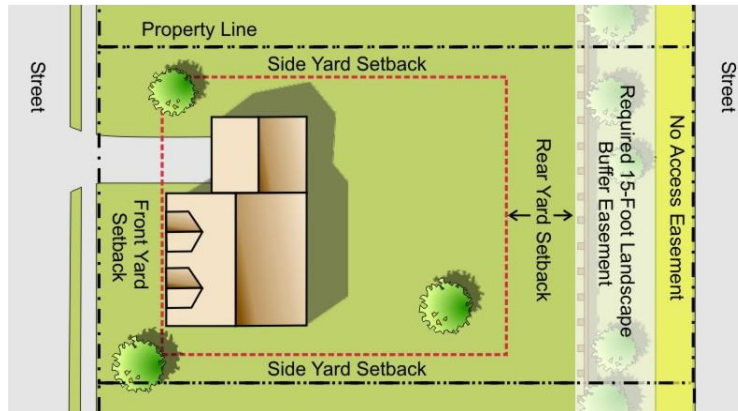 Property Line
Side Yard Setback
Street
Front Yard
Setback
Rear Yard Setback
Required 15-Foot Landscape
Buffer Easement
No Access Easement
Street
Side Yard Setback